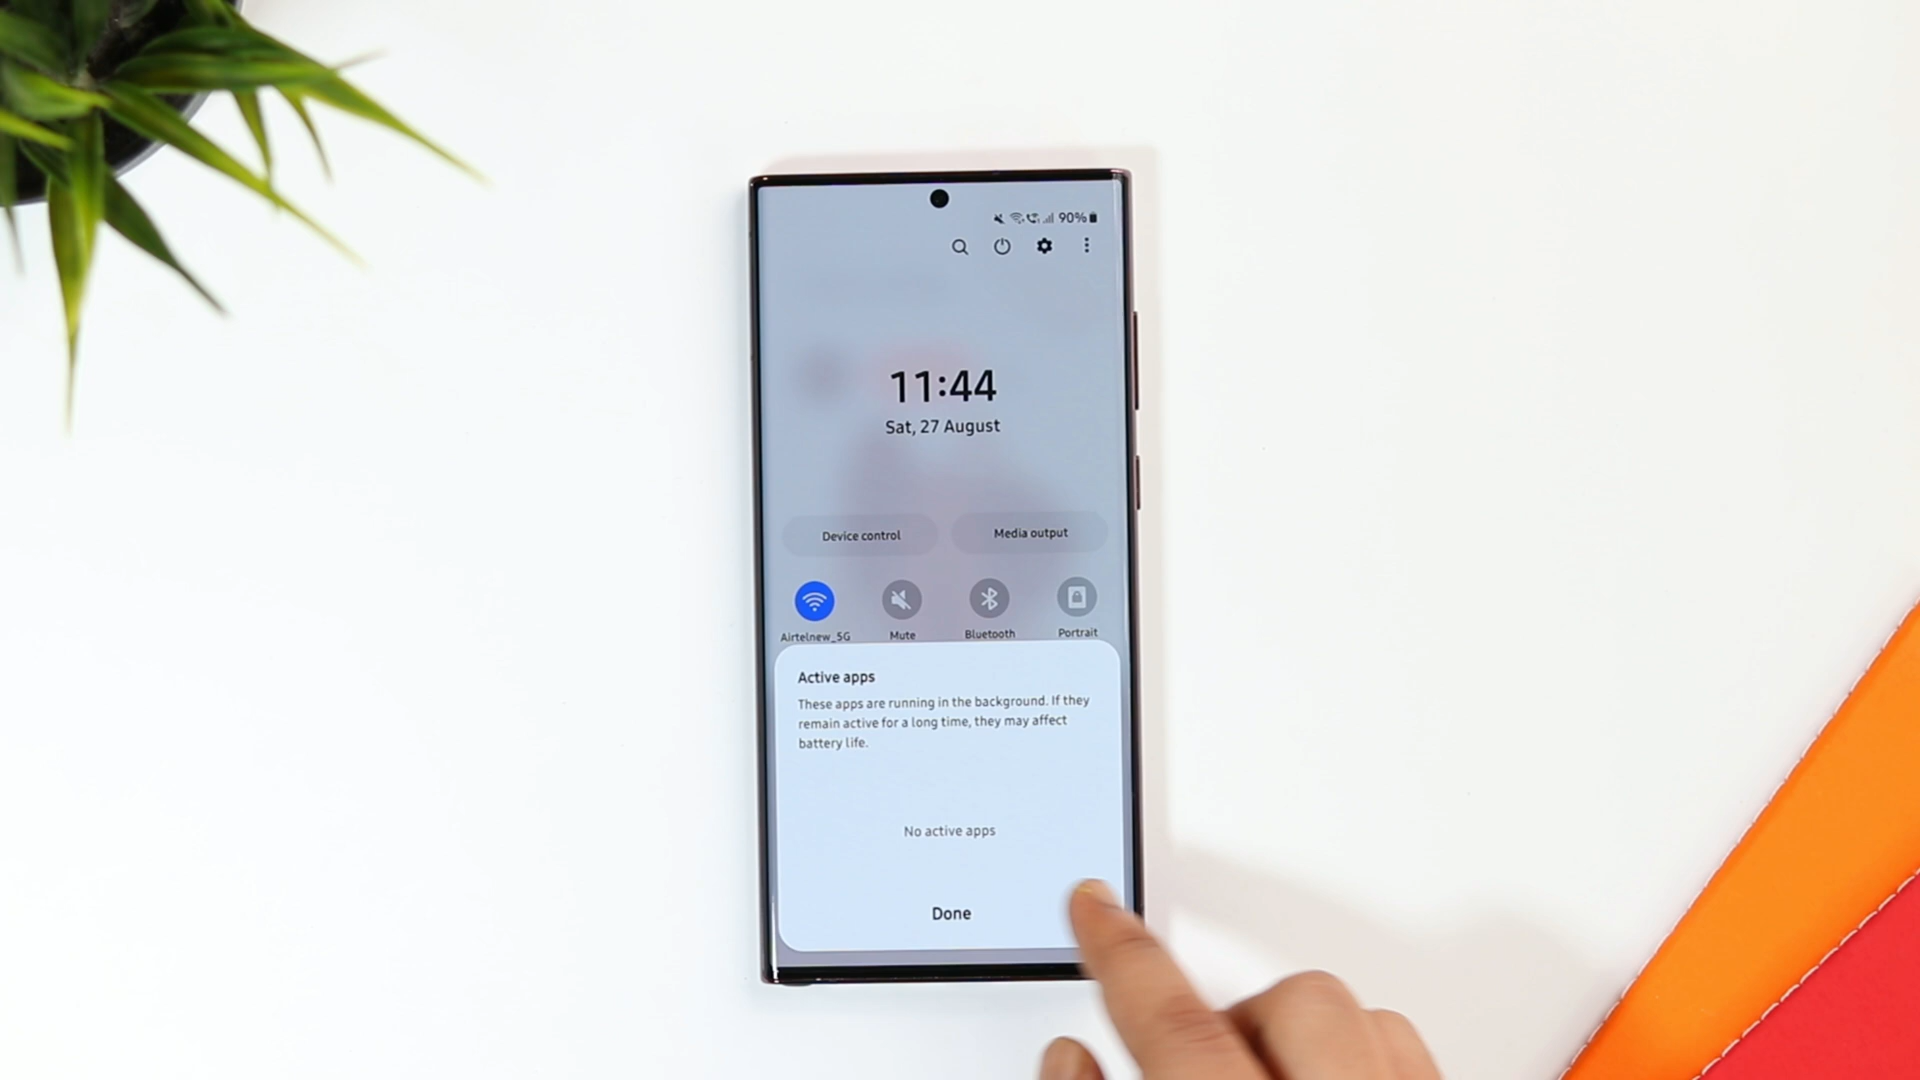 90%
11:44
Sat, 27 August
Device control
Media output
Airtelnew_5G
Mute
Bluetooth
Portrait
Active apps
These apps are running in the background. If they
remain active for a long time, they may affect
battery life.
No active apps
Done